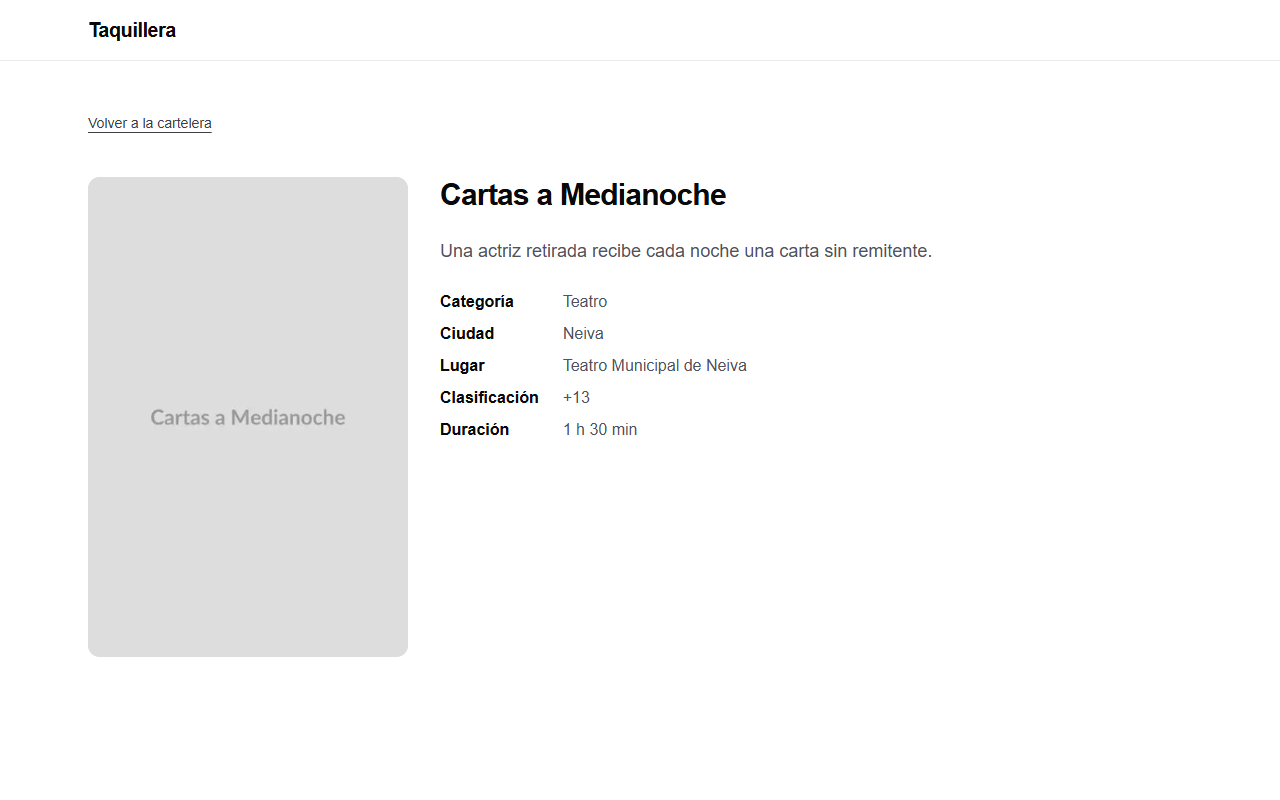 Taquillera
Volver a la cartelera
Cartas a Medianoche
Cartas a Medianoche
Una actriz retirada recibe cada noche una carta sin remitente.
Categoría Teatro
Ciudad Neiva
Lugar Teatro Municipal de Neiva
Clasificación +13
Duración 1 h 30 min